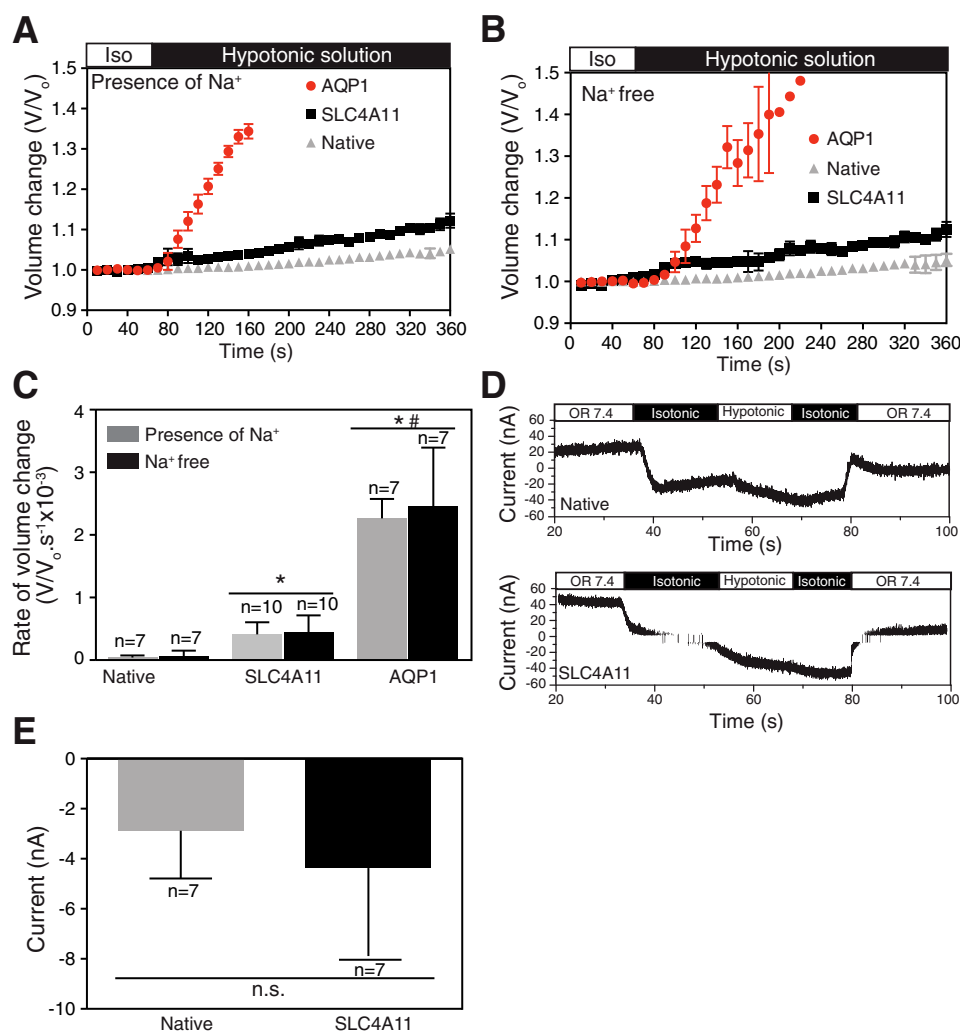 A
Iso Hypotonic solution
Presence of Na⁺
AQP1
SLC4A11
Native
Volume change (V/Vo)
1.5
1.4
1.3
1.2
1.1
1.0
0.9
0 40 80 120 160 200 240 280 320 360
Time (s)
B
Iso Hypotonic solution
Na⁺ free
AQP1
Native
SLC4A11
Volume change (V/Vo)
1.5
1.4
1.3
1.2
1.1
1.0
0.9
0 40 80 120 160 200 240 280 320 360
Time (s)
C
Presence of Na⁺
Na⁺ free
Rate of volume change
(V/Vo.s⁻¹x10⁻³)
4
3
2
1
0
n=7 n=7
*
n=10 n=10
* #
n=7 n=7
Native SLC4A11 AQP1
D
OR 7.4 Isotonic Hypotonic Isotonic OR 7.4
Current (nA)
60
40
20
0
-20
-40
-60
Native
20 40 60 80 100
Time (s)
OR 7.4 Isotonic Hypotonic Isotonic OR 7.4
Current (nA)
60
40
20
0
-20
-40
-60
SLC4A11
20 40 60 80 100
Time (s)
E
Current (nA)
0
-2
-4
-6
-8
-10
n=7
n=7
n.s.
Native SLC4A11